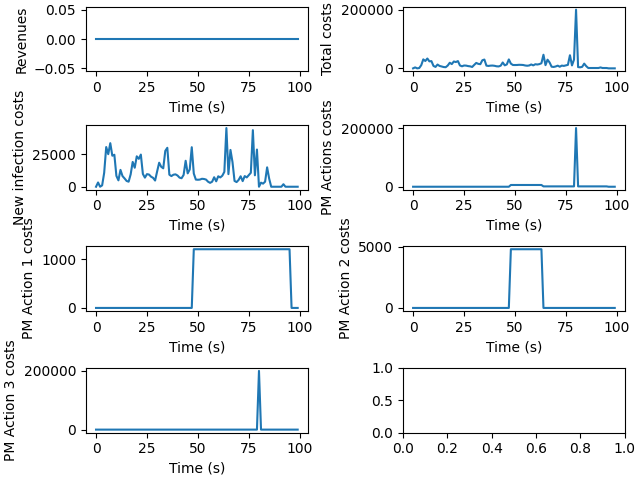 Revenues
0.05
0.00
−0.05
0 25 50 75 100
Time (s)
Total costs
200000
0
0 25 50 75 100
Time (s)
New infection costs
25000
0
0 25 50 75 100
Time (s)
PM Actions costs
200000
0
0 25 50 75 100
Time (s)
PM Action 1 costs
1000
0
0 25 50 75 100
Time (s)
PM Action 2 costs
5000
0
0 25 50 75 100
Time (s)
PM Action 3 costs
200000
0
0 25 50 75 100
Time (s)
1.0
0.5
0.0
0.0 0.2 0.4 0.6 0.8 1.0